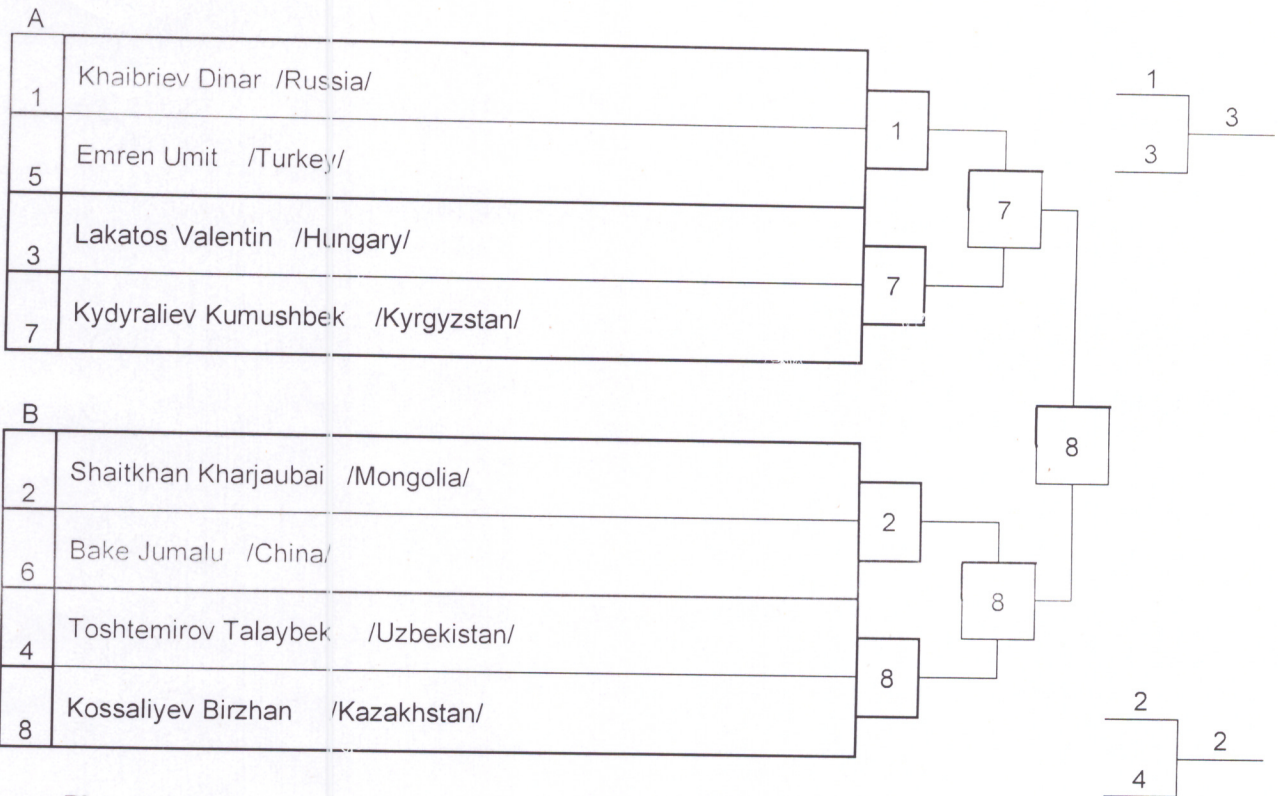 A
1 Khaibriev Dinar /Russia/
5 Emren Umit /Turkey/
3 Lakatos Valentin /Hungary/
7 Kydyraliev Kumushbek /Kyrgyzstan/
1
7
7
1
3
3
B
2 Shaitkhan Kharjaubai /Mongolia/
6 Bake Jumalu /China/
4 Toshtemirov Talaybek /Uzbekistan/
8 Kossaliyev Birzhan /Kazakhstan/
2
8
8
8
2
4
2